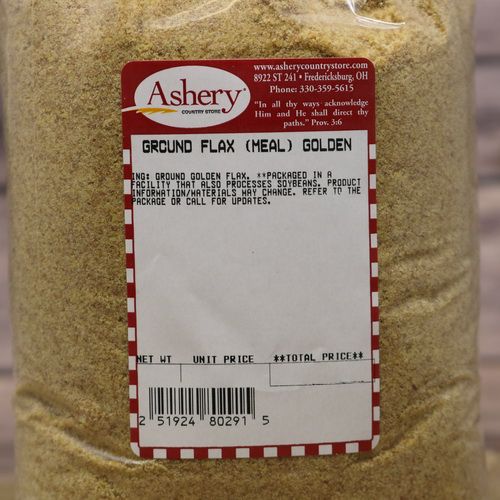 Ashery
COUNTRY STORE
www.asherycountrystore.com
8922 ST 241 • Fredericksburg, OH
Phone: 330-359-5615
"In all thy ways acknowledge
Him and He shall direct thy
paths." Prov. 3:6
GROUND FLAX (MEAL) GOLDEN
ING: GROUND GOLDEN FLAX. **PACKAGED IN A
FACILITY THAT ALSO PROCESSES SOYBEANS. PRODUCT
INFORMATION/MATERIALS MAY CHANGE. REFER TO THE
PACKAGE OR CALL FOR UPDATES.
NET WT UNIT PRICE **TOTAL PRICE**
2 51924 80291 5